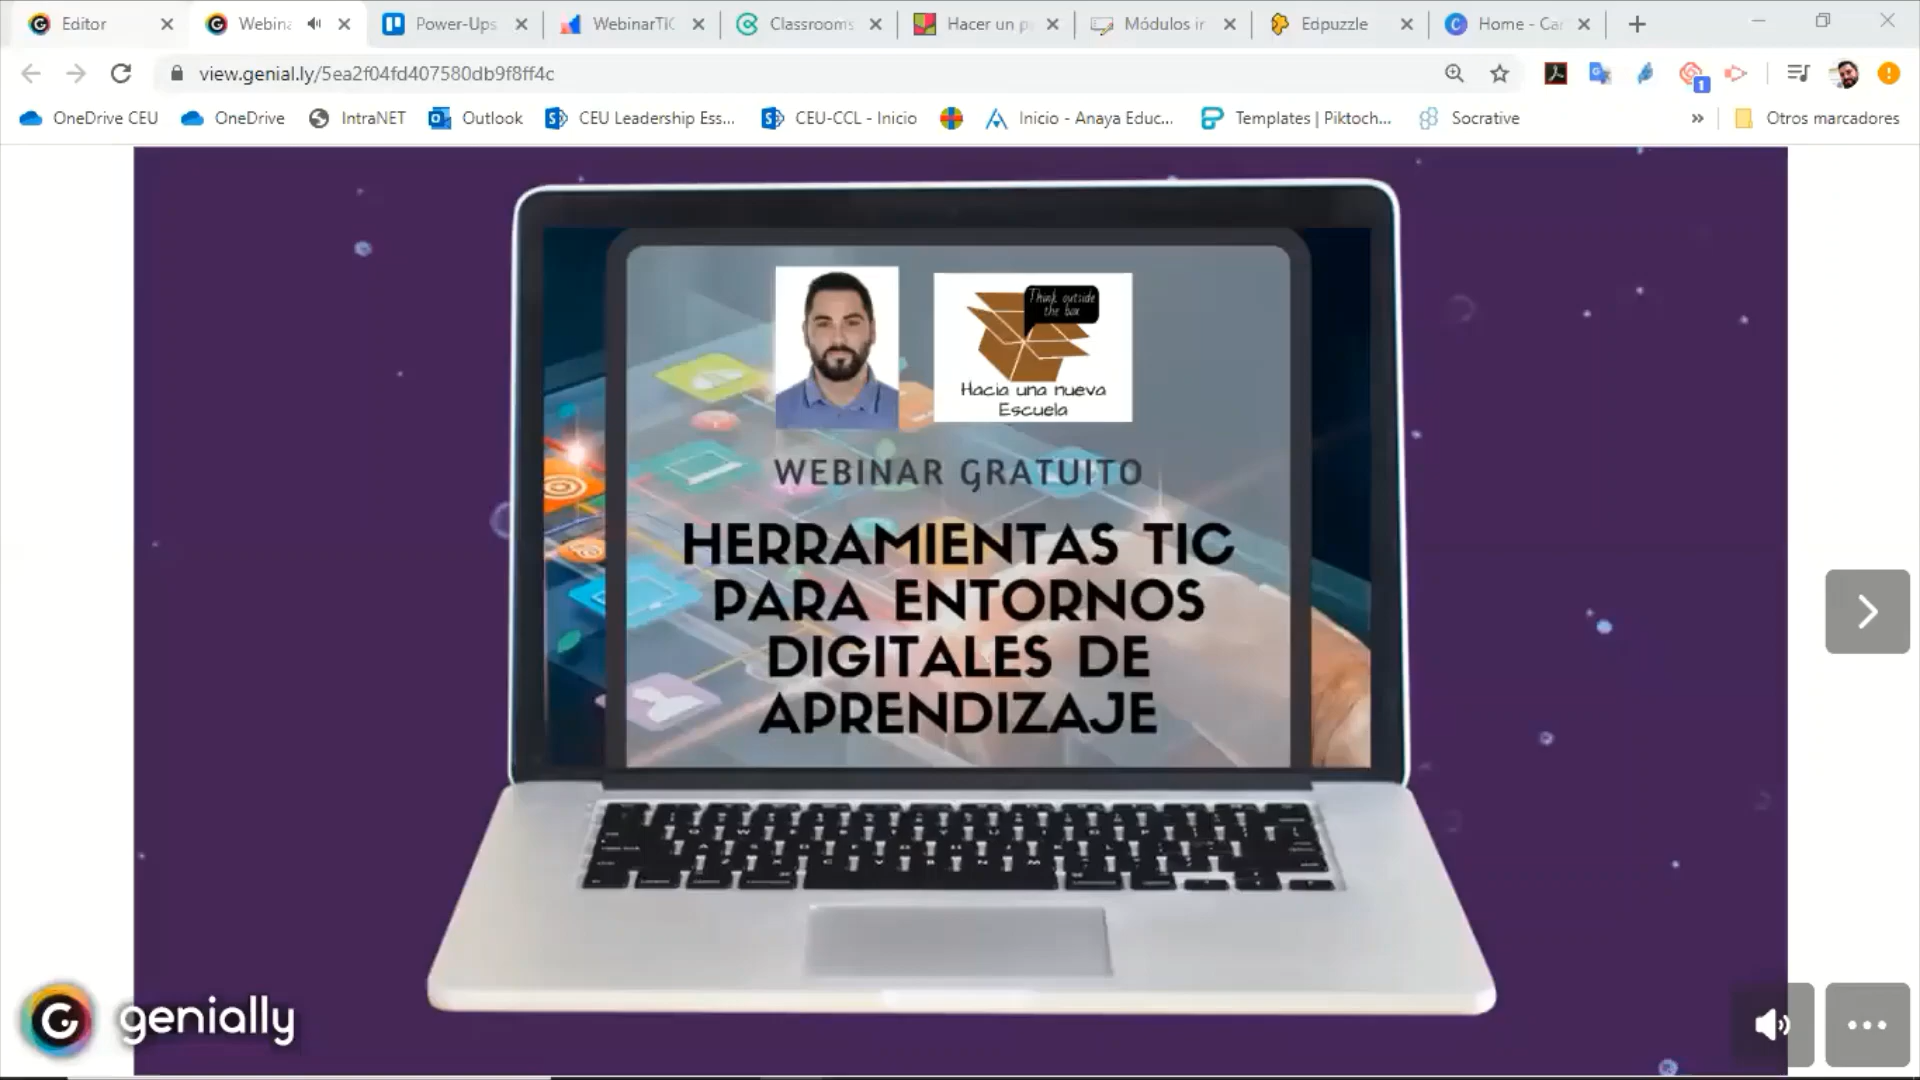 Editor
Webina
Power-Ups
WebinarTIC
Classrooms
Hacer un p
Módulos ir
Edpuzzle
Home - Car
view.genial.ly/5ea2f04fd407580db9f8ff4c
1
OneDrive CEU
OneDrive
IntraNET
Outlook
CEU Leadership Ess...
CEU-CCL - Inicio
Inicio - Anaya Educ...
Templates | Piktoch...
Socrative
»
Otros marcadores
Think outside
the box
Hacia una nueva
Escuela
WEBINAR GRATUITO
HERRAMIENTAS TIC
PARA ENTORNOS
DIGITALES DE
APRENDIZAJE
genially